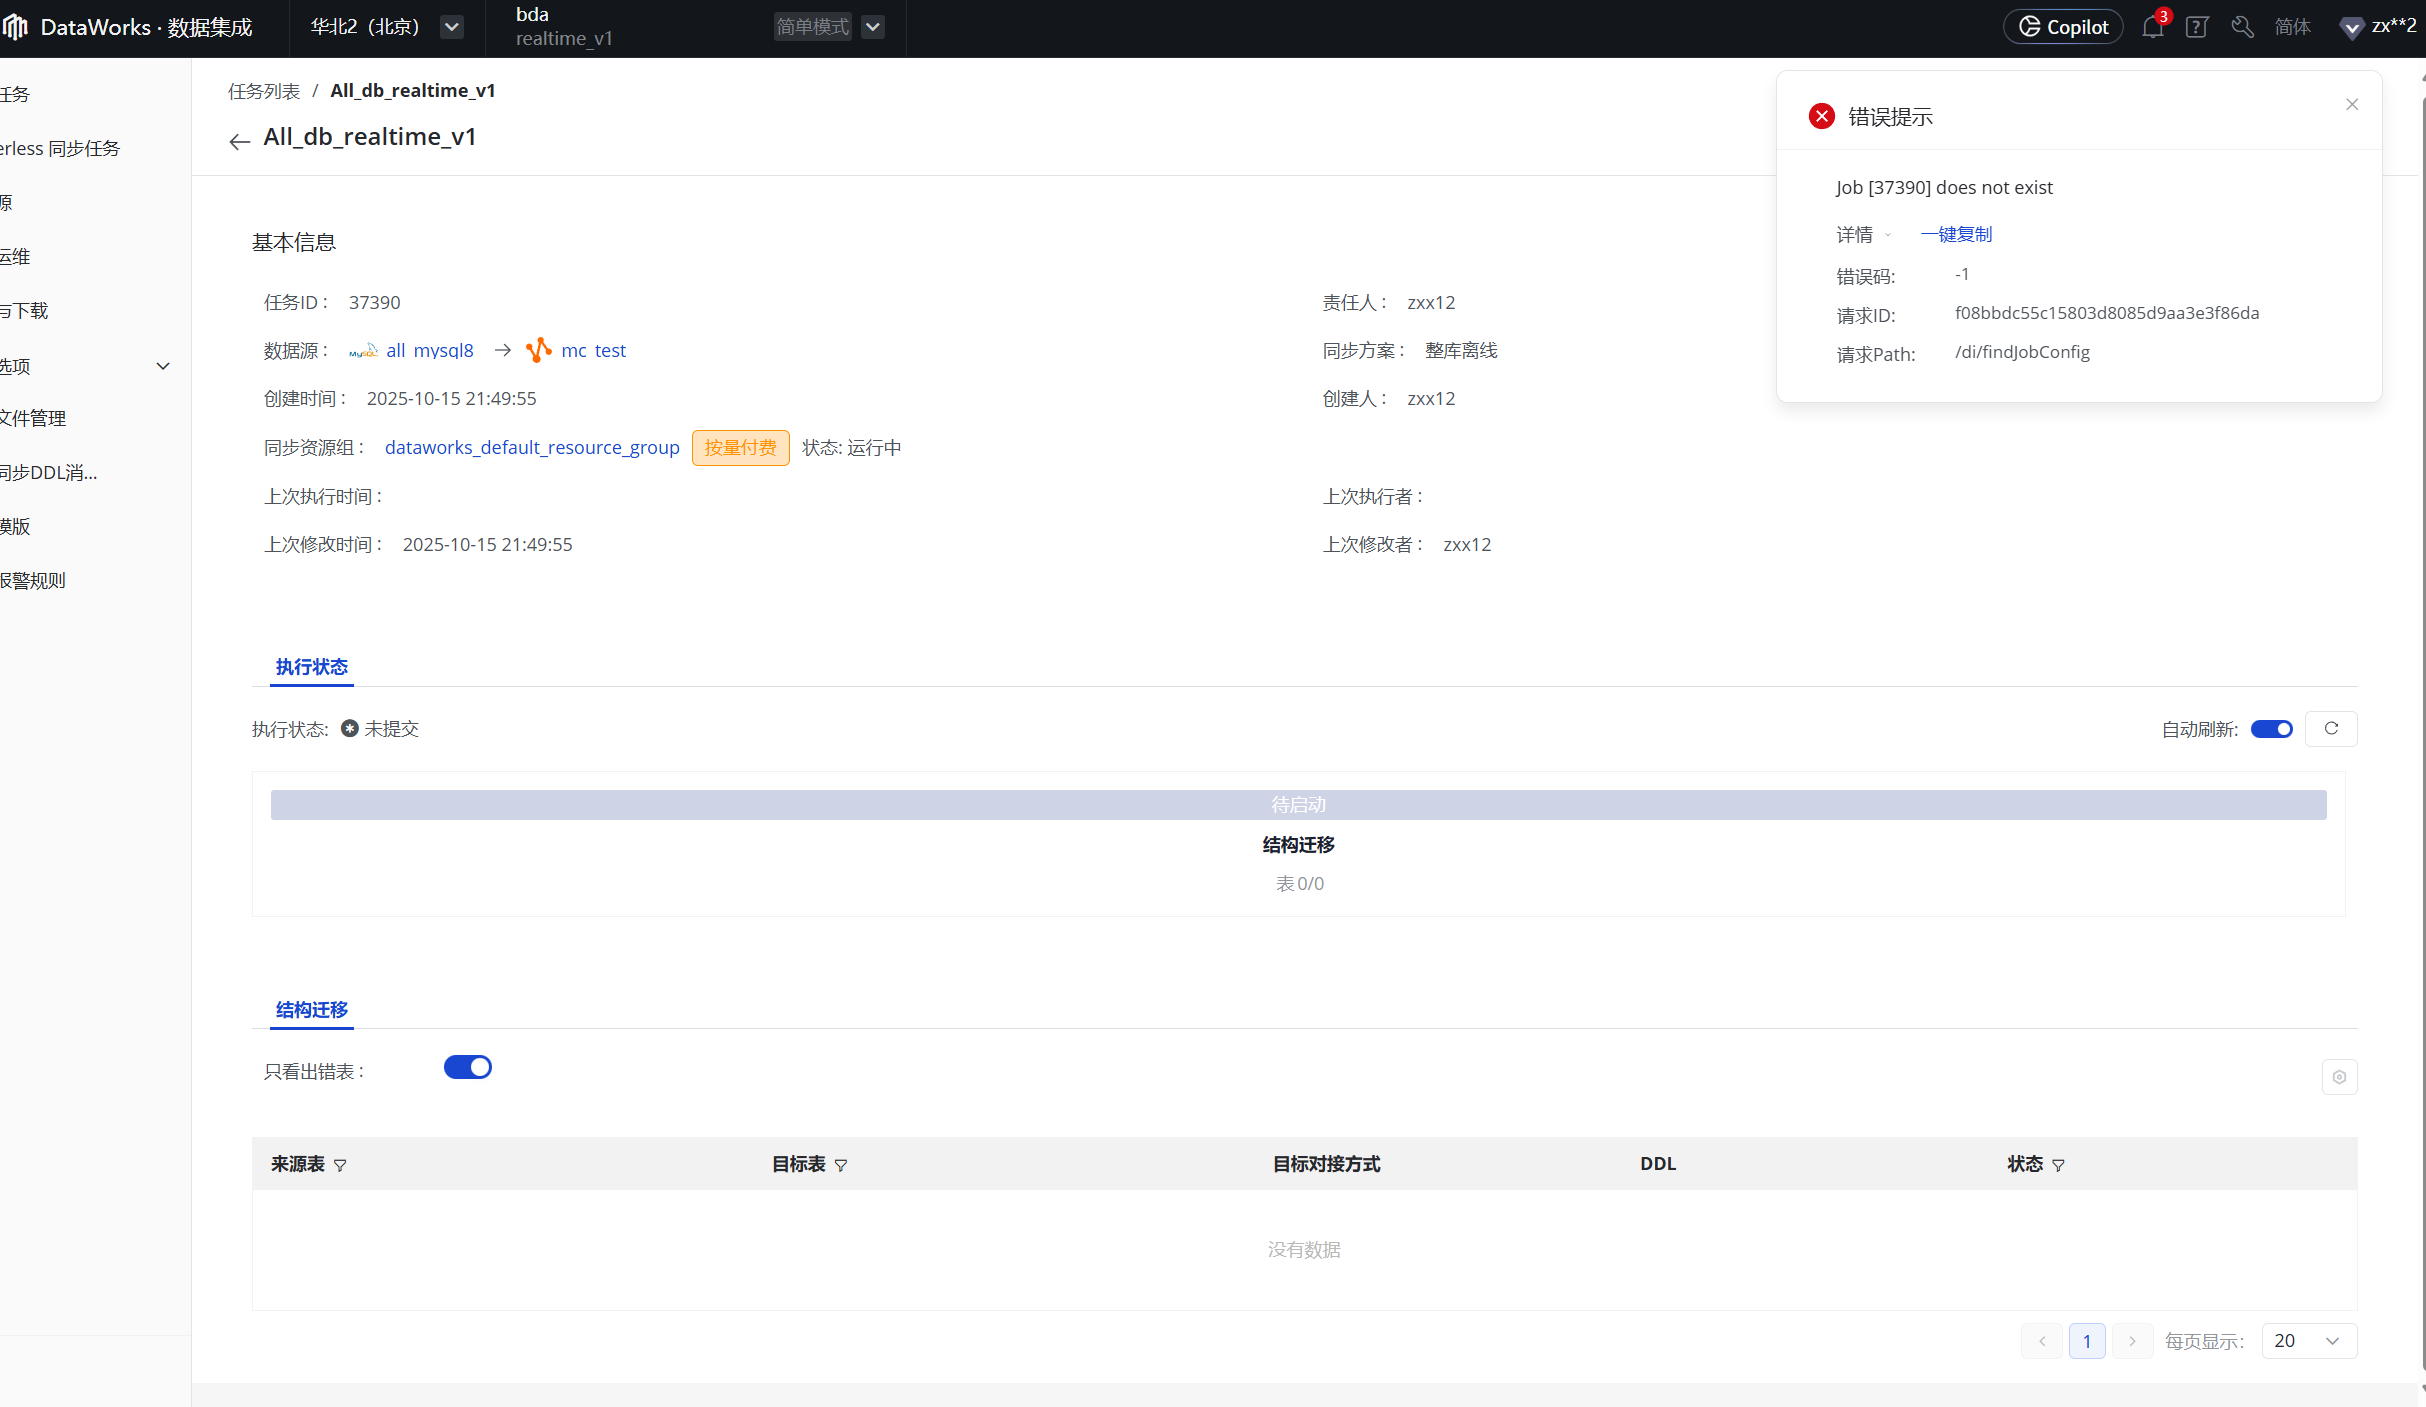 DataWorks · 数据集成
华北2（北京）
bda
realtime_v1
简单模式
Copilot
3
简体
zx**2
任务
erless 同步任务
源
运维
与下载
选项
文件管理
同步DDL消...
模版
报警规则
任务列表 / All_db_realtime_v1
All_db_realtime_v1
错误提示
Job [37390] does not exist
详情 一键复制
错误码: -1
请求ID: f08bbdc55c15803d8085d9aa3e3f86da
请求Path: /di/findJobConfig
基本信息
任务ID： 37390
责任人： zxx12
数据源： MySQL all_mysql8 → mc_test
同步方案： 整库离线
创建时间： 2025-10-15 21:49:55
创建人： zxx12
同步资源组： dataworks_default_resource_group 按量付费 状态: 运行中
上次执行时间：
上次执行者：
上次修改时间： 2025-10-15 21:49:55
上次修改者： zxx12
执行状态
执行状态: 未提交
自动刷新:
待启动
结构迁移
表 0/0
结构迁移
只看出错表：
来源表 目标表 目标对接方式 DDL 状态
没有数据
1 每页显示: 20